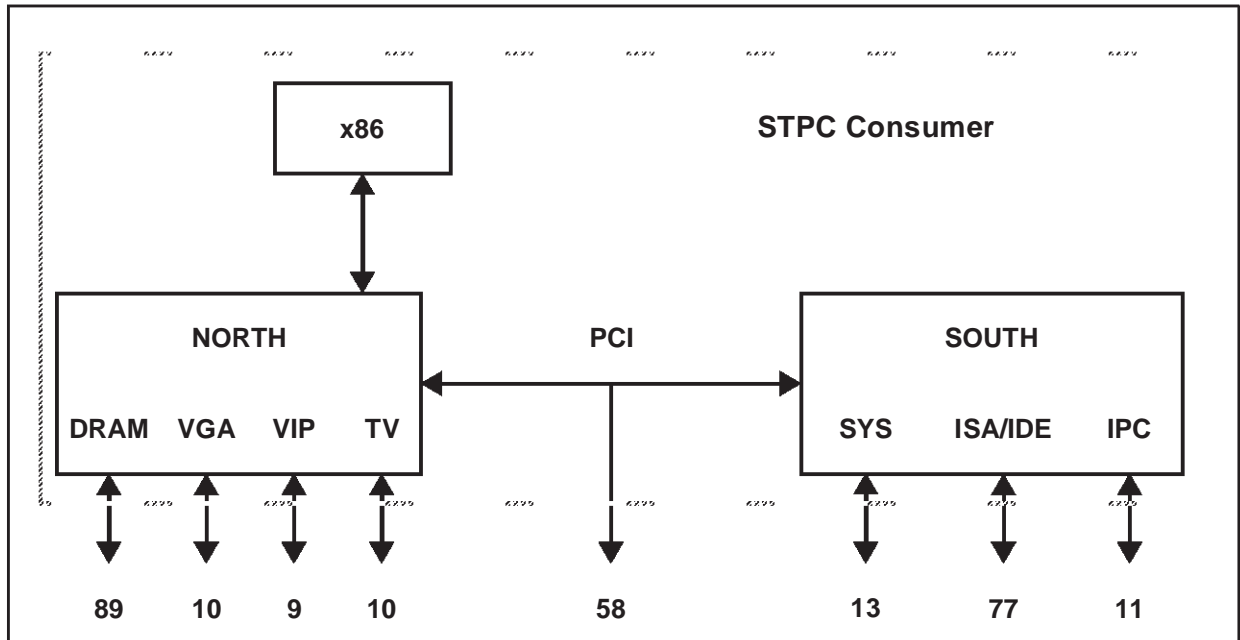 x86
STPC Consumer
NORTH
PCI
SOUTH
DRAM VGA VIP TV
SYS ISA/IDE IPC
89 10 9 10 58 13 77 11